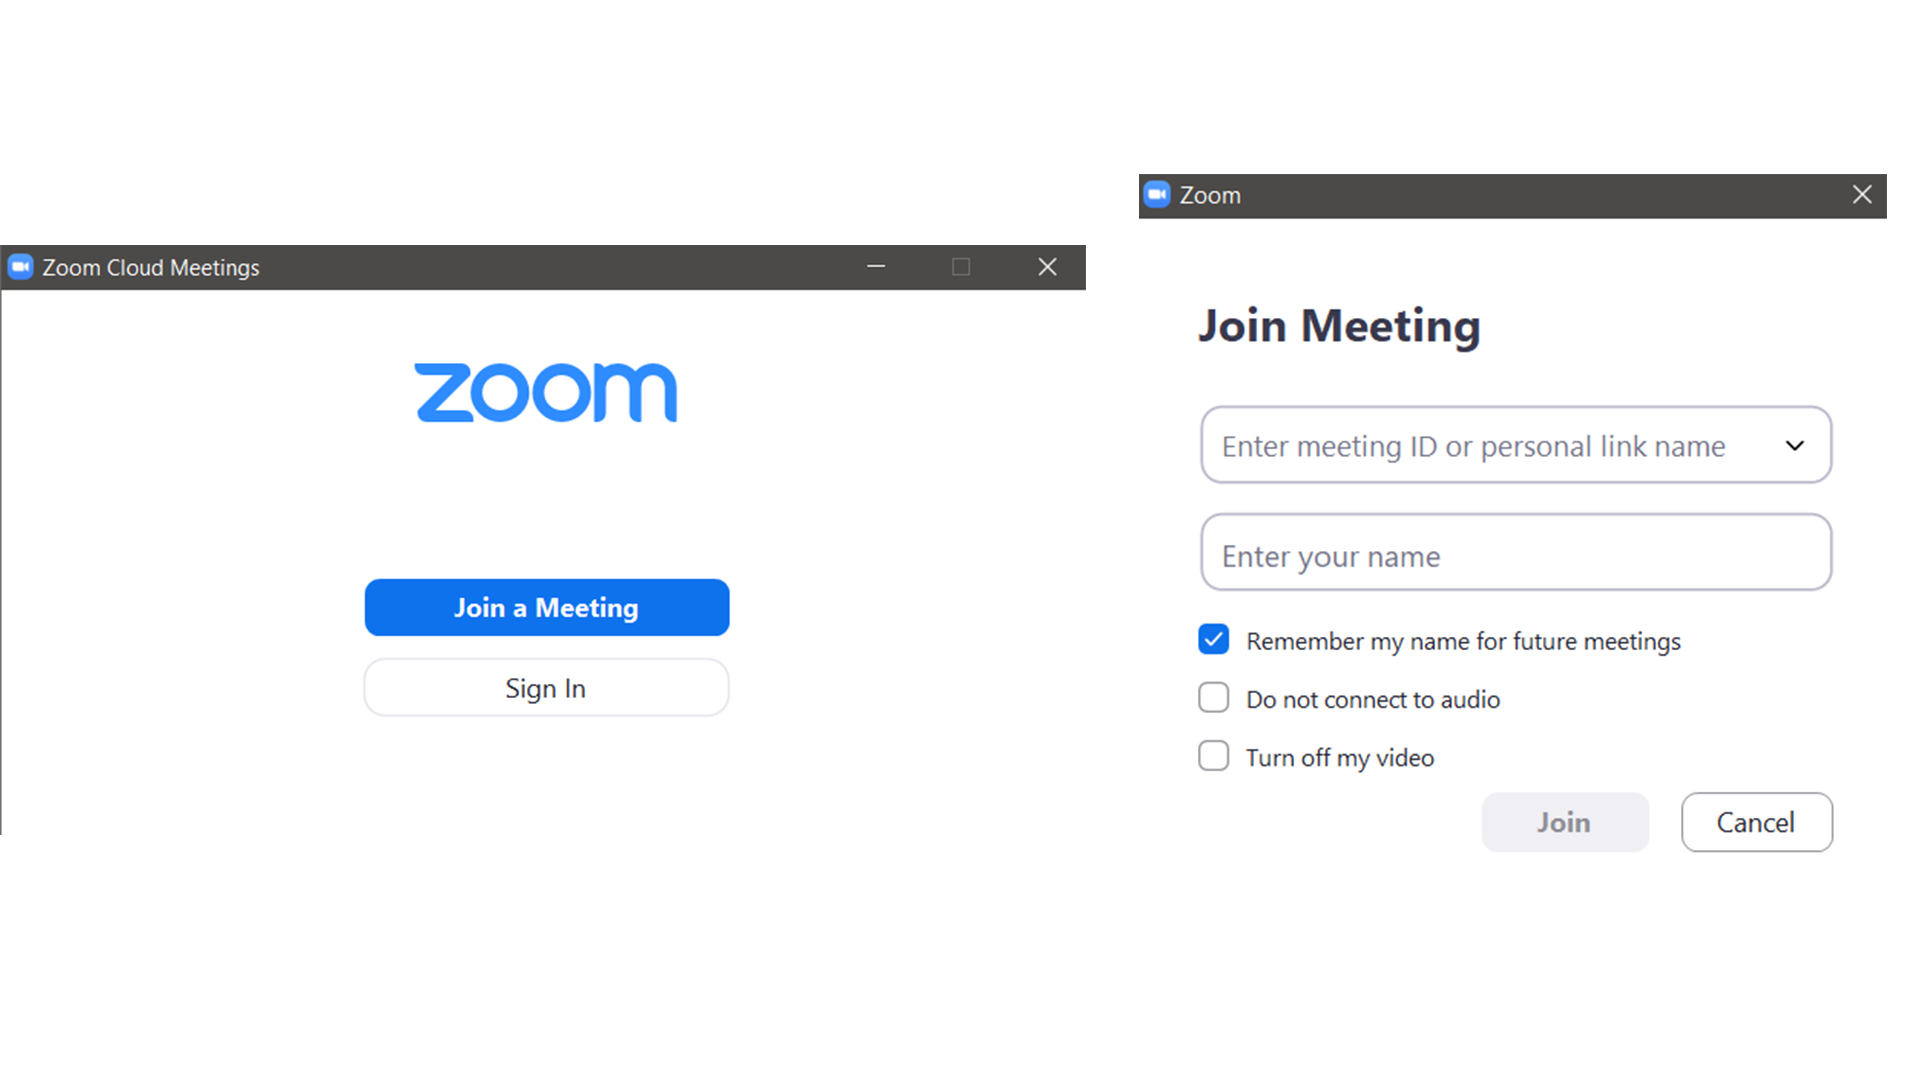 Zoom Cloud Meetings
zoom
Join a Meeting
Sign In
Zoom
Join Meeting
Enter meeting ID or personal link name
Enter your name
Remember my name for future meetings
Do not connect to audio
Turn off my video
Join
Cancel